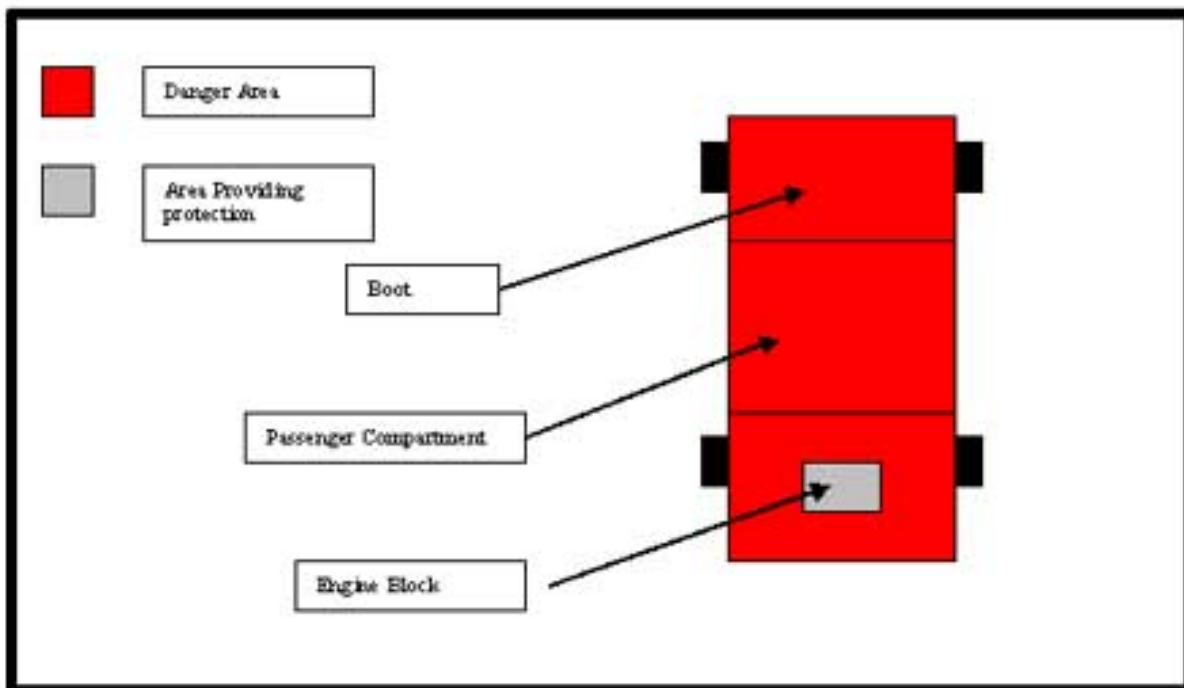 Danger Area
Area Providing
protection
Boot
Passenger Compartment
Engine Block